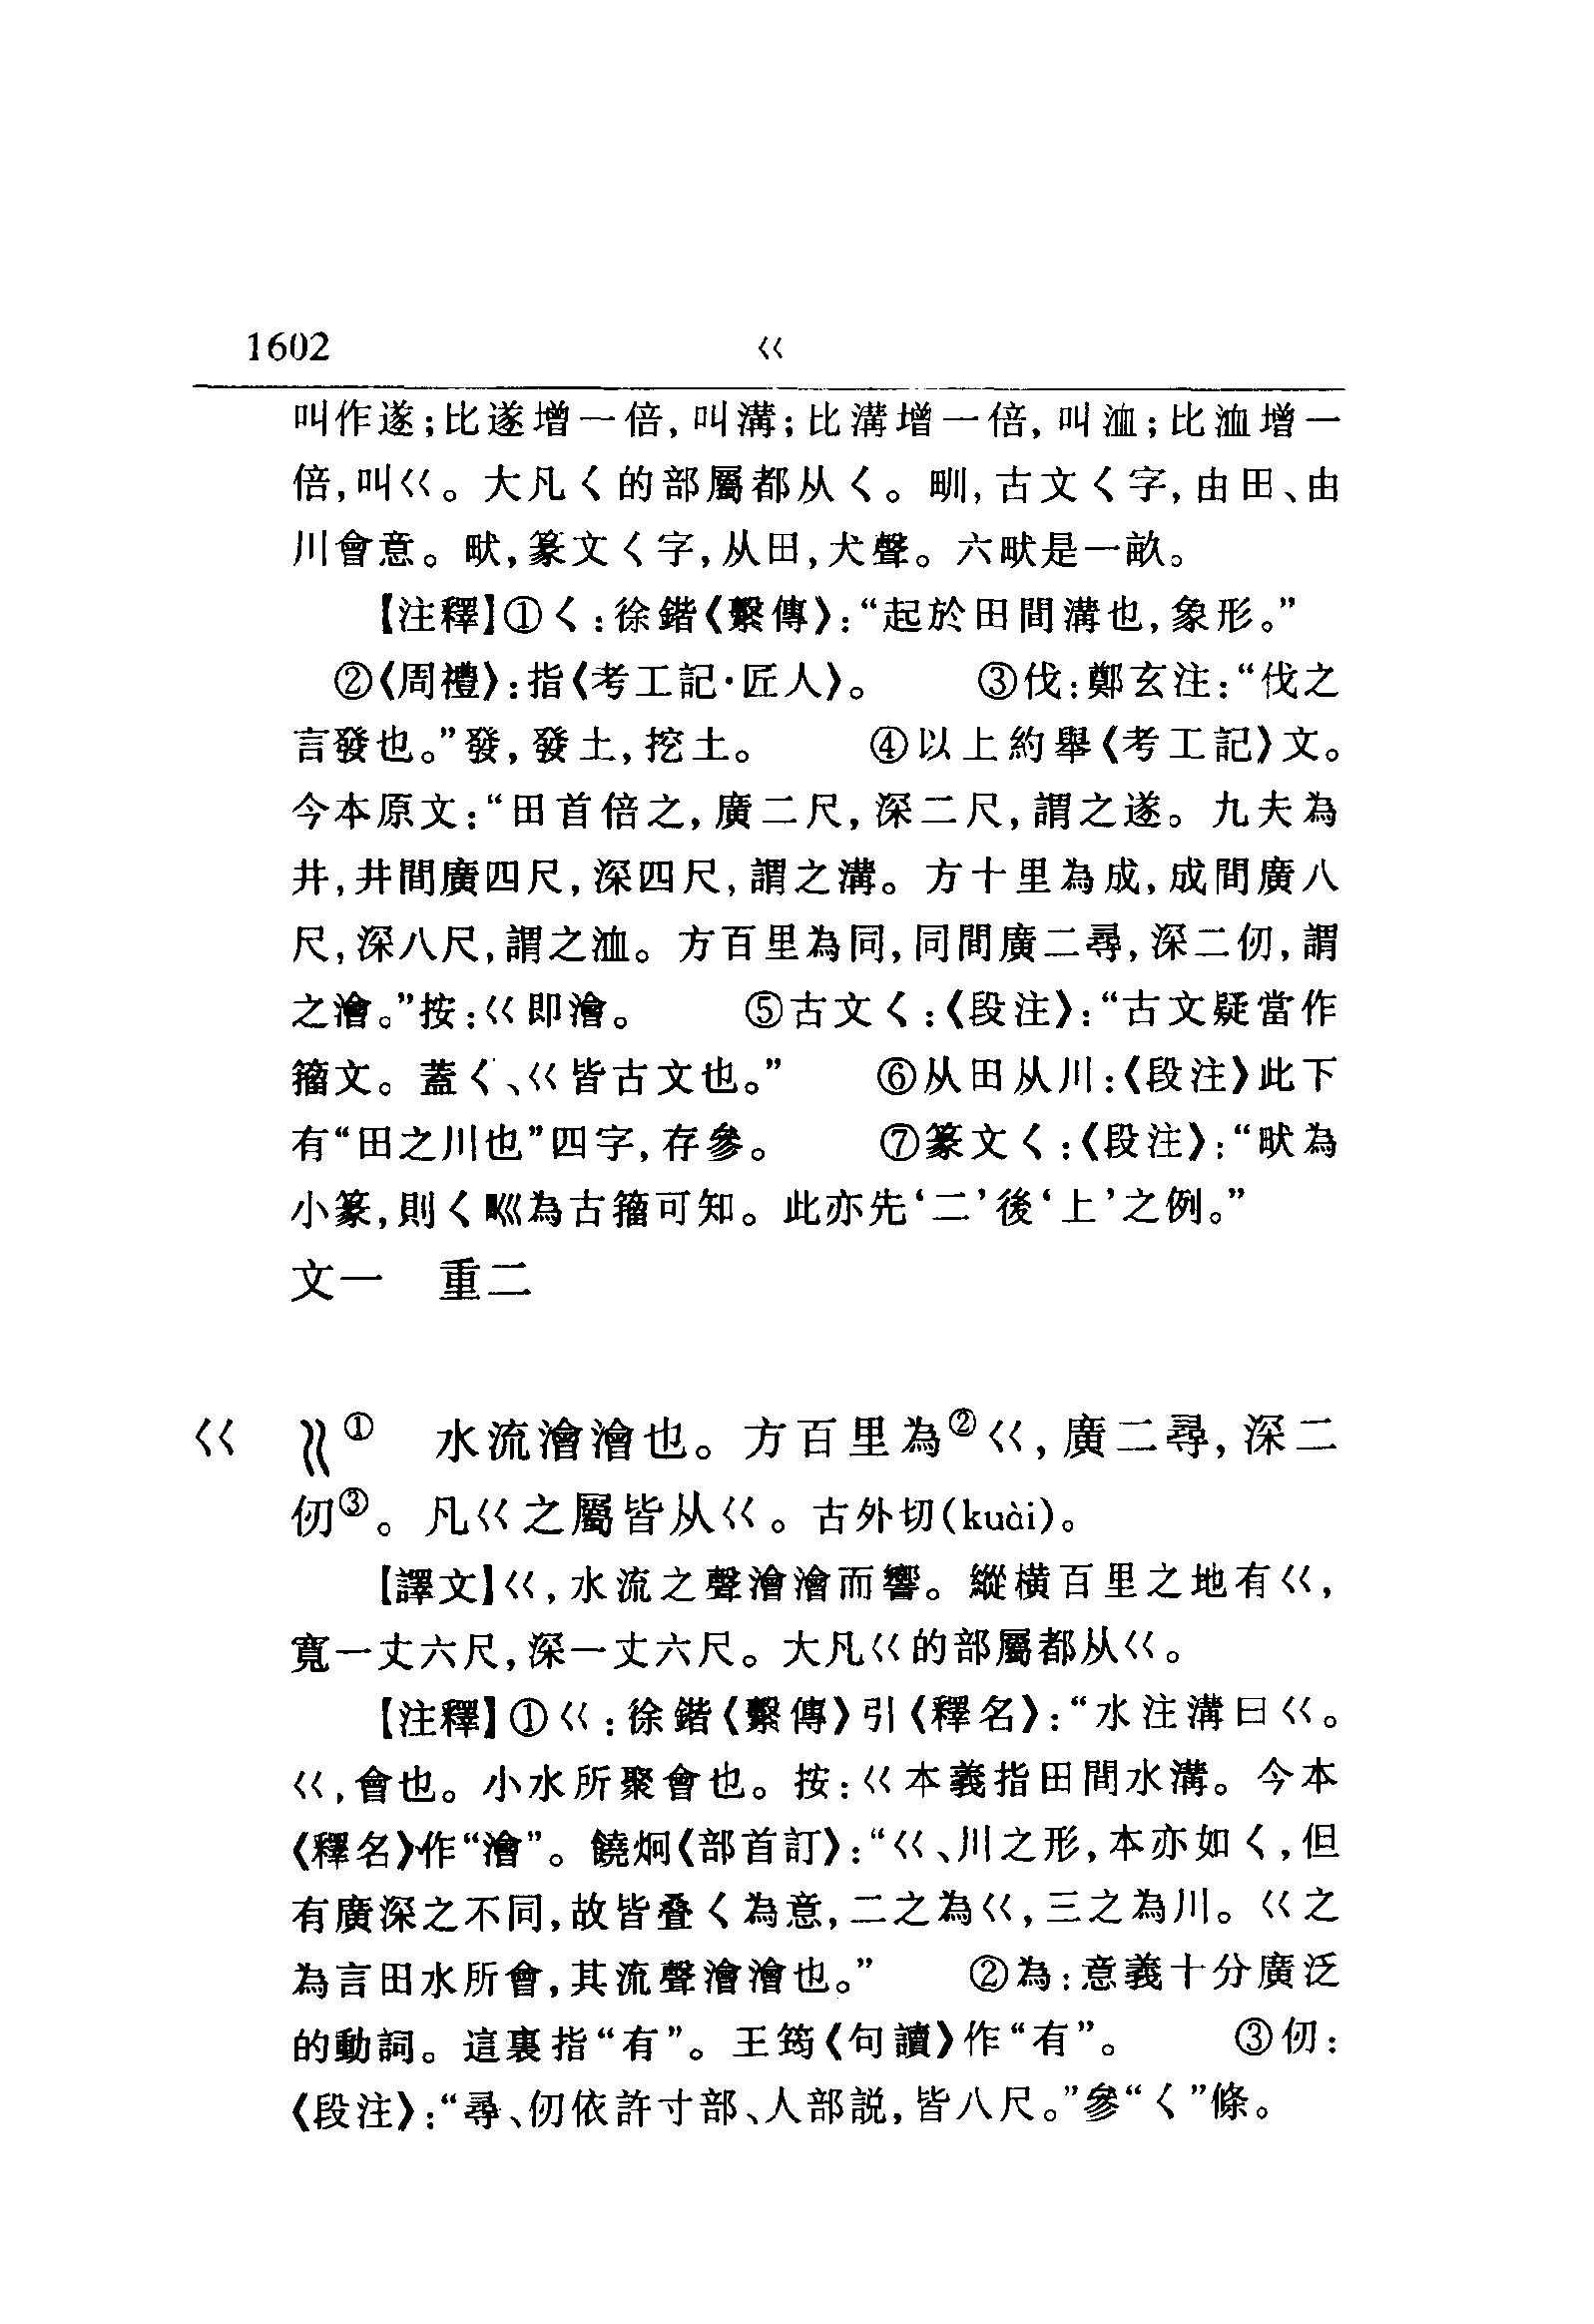 1602 巜
叫作遂;比遂增一倍,叫溝;比溝增一倍,叫洫;比洫增一
倍,叫巜。大凡𡿨的部屬都从𡿨。甽,古文𡿨字,由田、由
川會意。畎,篆文𡿨字,从田,犬聲。六畎是一畝。
【注釋】①𡿨:徐鍇《繫傳》:“起於田間溝也,象形。”
②《周禮》:指《考工記·匠人》。 ③伐:鄭玄注:“伐之
言發也。”發,發土,挖土。 ④以上約舉《考工記》文。
今本原文:“田首倍之,廣二尺,深二尺,謂之遂。九夫為
井,井間廣四尺,深四尺,謂之溝。方十里為成,成間廣八
尺,深八尺,謂之洫。方百里為同,同間廣二尋,深二仞,謂
之澮。”按:巜即澮。 ⑤古文𡿨:《段注》:“古文疑當作
籀文。蓋𡿨、巜皆古文也。” ⑥从田从川:《段注》此下
有“田之川也”四字,存參。 ⑦篆文𡿨:《段注》:“畎為
小篆,則𡿨𤰕為古籀可知。此亦先‘二’後‘上’之例。”
文一 重二
巜 ① 水流澮澮也。方百里為②巜,廣二尋,深二
仞③。凡巜之屬皆从巜。古外切(kuài)。
【譯文】巜,水流之聲澮澮而響。縱橫百里之地有巜,
寬一丈六尺,深一丈六尺。大凡巜的部屬都从巜。
【注釋】①巜:徐鍇《繫傳》引《釋名》:“水注溝曰巜。
巜,會也。小水所聚會也。按:巜本義指田間水溝。今本
《釋名》作“澮”。饒炯《部首訂》:“巜、川之形,本亦如𡿨,但
有廣深之不同,故皆叠𡿨為意,二之為巜,三之為川。巜之
為言田水所會,其流聲澮澮也。” ②為:意義十分廣泛
的動詞。這裏指“有”。王筠《句讀》作“有”。 ③仞:
《段注》:“尋、仞依許寸部、人部説,皆八尺。”參“𡿨”條。